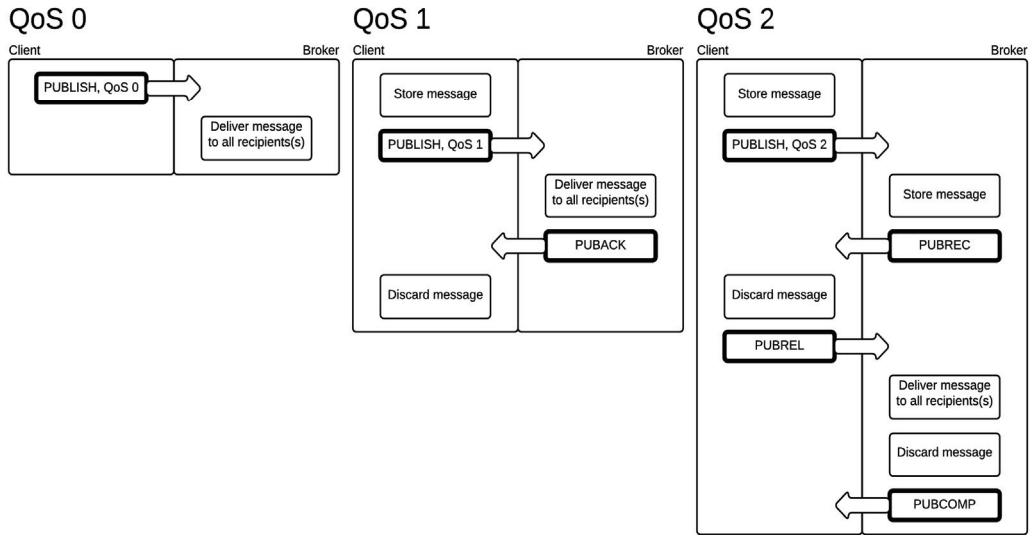 QoS 0
Client
Broker
PUBLISH, QoS 0
Deliver message
to all recipients(s)
QoS 1
Client
Broker
Store message
PUBLISH, QoS 1
Deliver message
to all recipients(s)
PUBACK
Discard message
QoS 2
Client
Broker
Store message
PUBLISH, QoS 2
Store message
PUBREC
Discard message
PUBREL
Deliver message
to all recipients(s)
Discard message
PUBCOMP